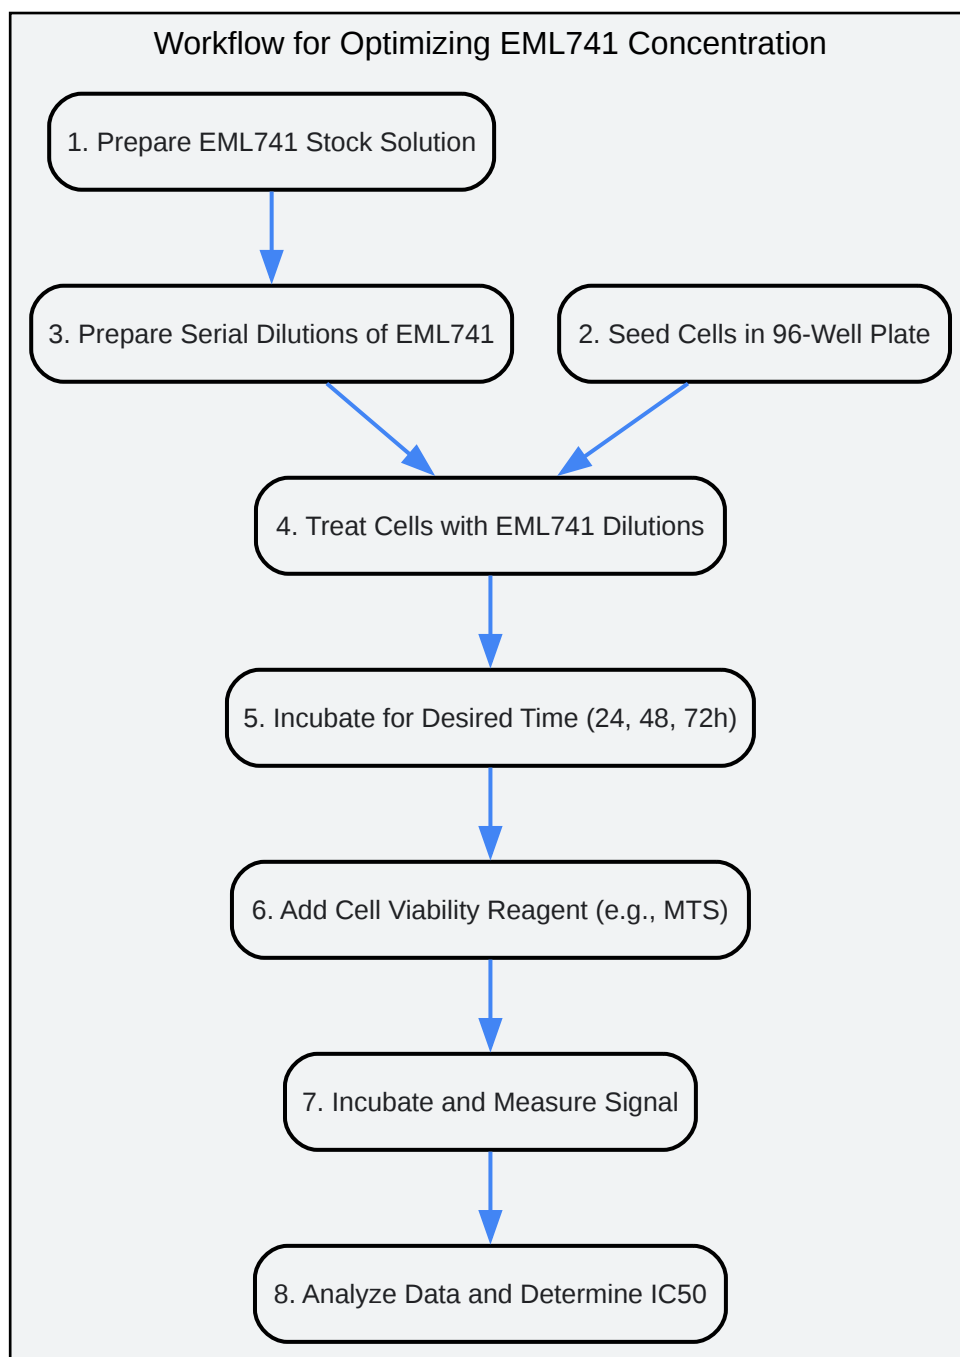 Workflow for Optimizing EML741 Concentration
1. Prepare EML741 Stock Solution
3. Prepare Serial Dilutions of EML741
2. Seed Cells in 96-Well Plate
4. Treat Cells with EML741 Dilutions
5. Incubate for Desired Time (24, 48, 72h)
6. Add Cell Viability Reagent (e.g., MTS)
7. Incubate and Measure Signal
8. Analyze Data and Determine IC50